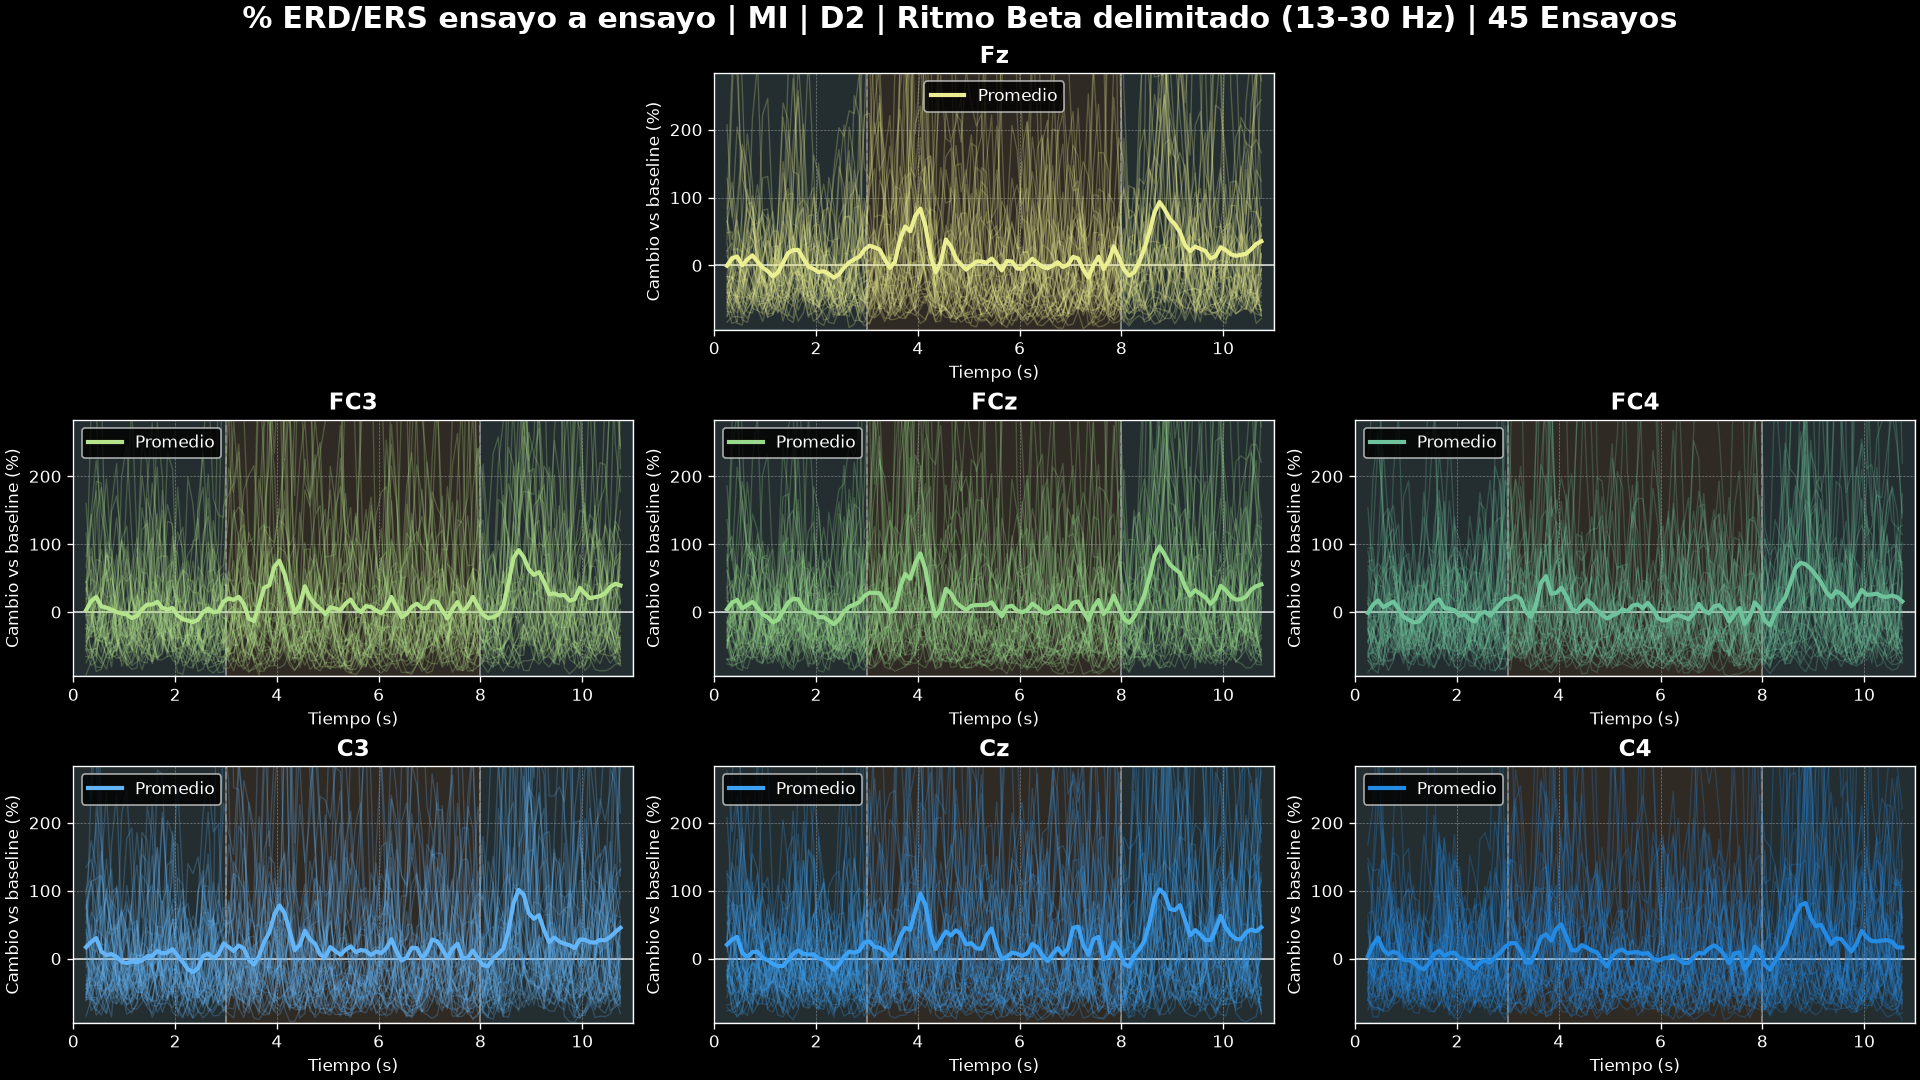 % ERD/ERS ensayo a ensayo | MI | D2 | Ritmo Beta delimitado (13-30 Hz) | 45 Ensayos
Fz
Promedio
Cambio vs baseline (%)
200
100
0
0 2 4 6 8 10
Tiempo (s)
FC3
Promedio
Cambio vs baseline (%)
200
100
0
0 2 4 6 8 10
Tiempo (s)
FCz
Promedio
Cambio vs baseline (%)
200
100
0
0 2 4 6 8 10
Tiempo (s)
FC4
Promedio
Cambio vs baseline (%)
200
100
0
0 2 4 6 8 10
Tiempo (s)
C3
Promedio
Cambio vs baseline (%)
200
100
0
0 2 4 6 8 10
Tiempo (s)
Cz
Promedio
Cambio vs baseline (%)
200
100
0
0 2 4 6 8 10
Tiempo (s)
C4
Promedio
Cambio vs baseline (%)
200
100
0
0 2 4 6 8 10
Tiempo (s)